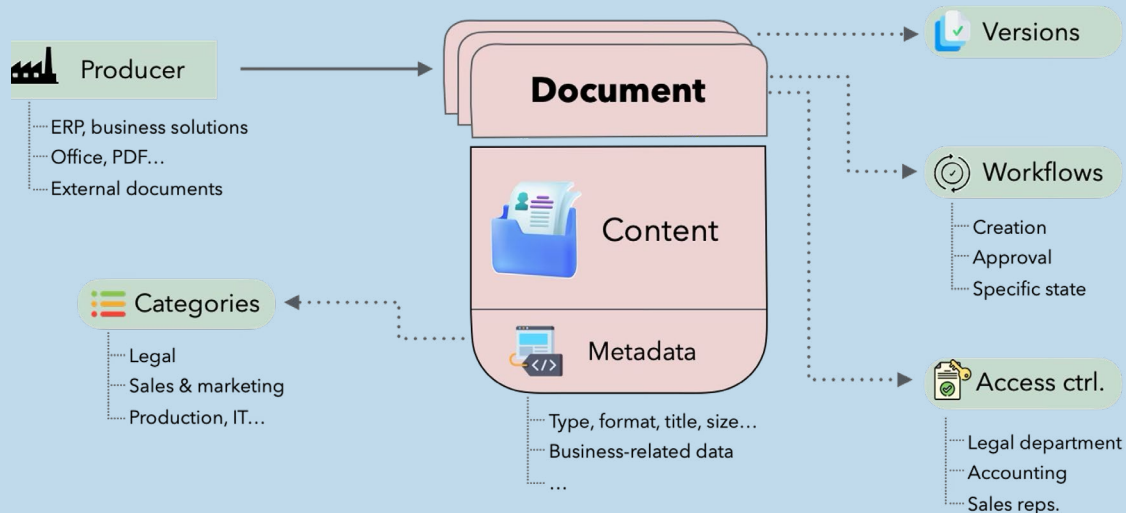 Producer
ERP, business solutions
Office, PDF...
External documents
Document
Content
</>
Metadata
Type, format, title, size...
Business-related data
...
Categories
Legal
Sales & marketing
Production, IT...
Versions
Workflows
Creation
Approval
Specific state
Access ctrl.
Legal department
Accounting
Sales reps.